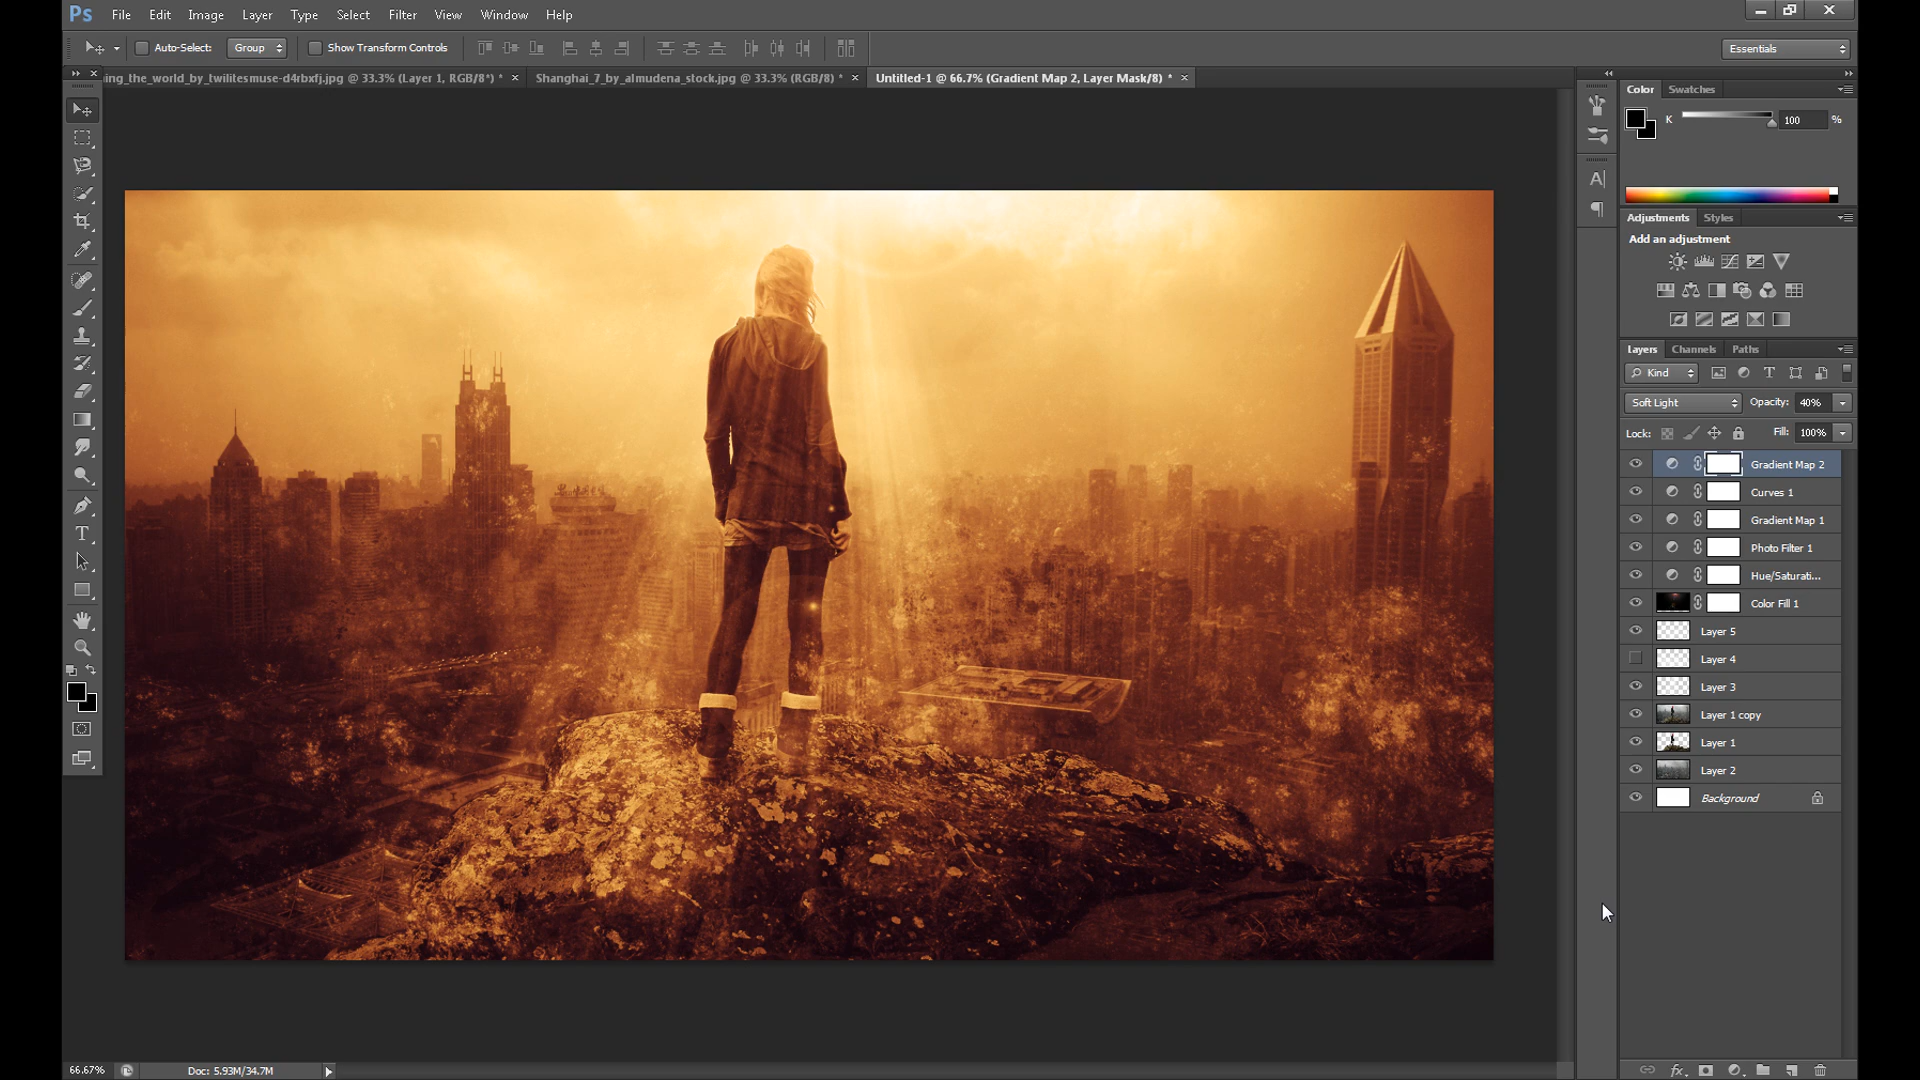 Ps File Edit Image Layer Type Select Filter View Window Help
Auto-Select: Group Show Transform Controls Essentials
ing_the_world_by_twilitesmuse-d4rbxfj.jpg @ 33.3% (Layer 1, RGB/8*) * × Shanghai_7_by_almudena_stock.jpg @ 33.3% (RGB/8) * × Untitled-1 @ 66.7% (Gradient Map 2, Layer Mask/8) * ×
Color Swatches
K 100 %
Adjustments Styles
Add an adjustment
Layers Channels Paths
Kind
Soft Light Opacity: 40%
Lock: Fill: 100%
Gradient Map 2
Curves 1
Gradient Map 1
Photo Filter 1
Hue/Saturati...
Color Fill 1
Layer 5
Layer 4
Layer 3
Layer 1 copy
Layer 1
Layer 2
Background
66.67% Doc: 5.93M/34.7M